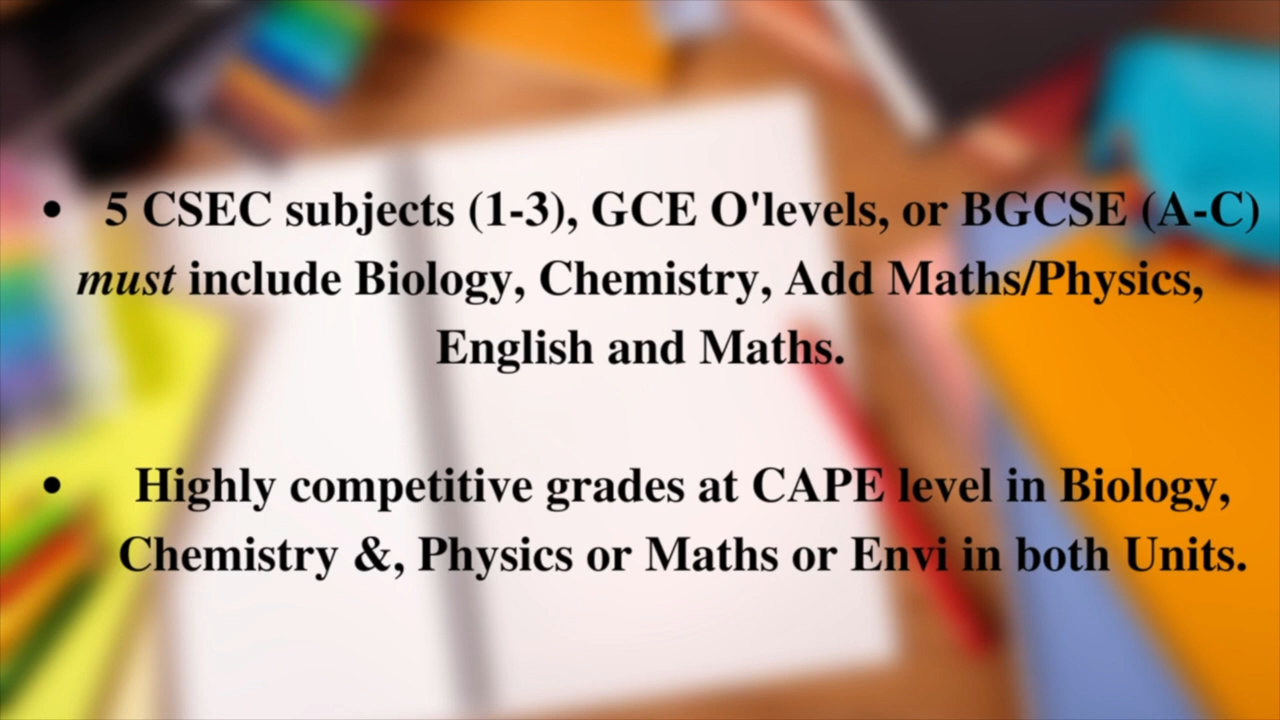 • 5 CSEC subjects (1-3), GCE O'levels, or BGCSE (A-C)
must include Biology, Chemistry, Add Maths/Physics,
English and Maths.
• Highly competitive grades at CAPE level in Biology,
Chemistry &, Physics or Maths or Envi in both Units.